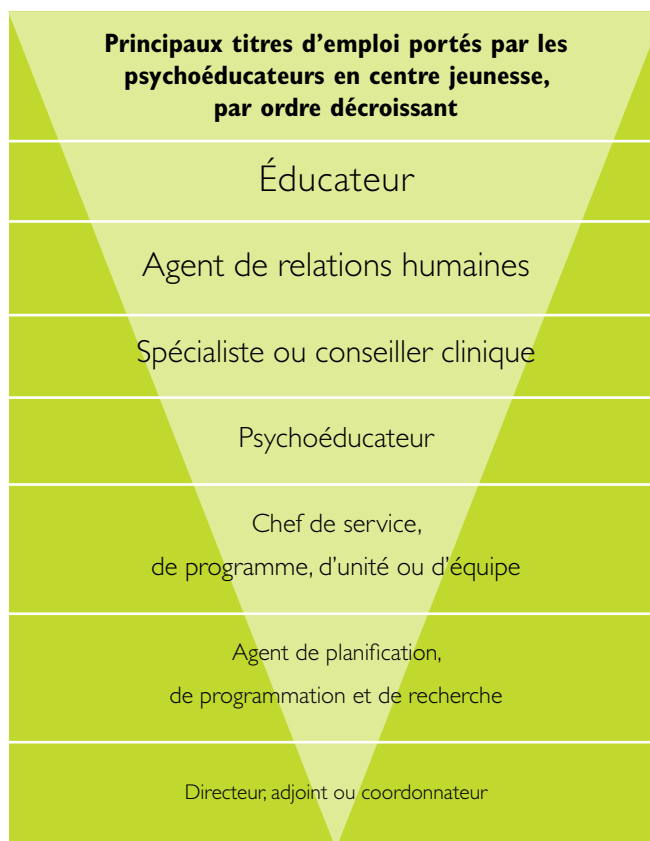 Principaux titres d’emploi portés par les
psychoéducateurs en centre jeunesse,
par ordre décroissant
Éducateur
Agent de relations humaines
Spécialiste ou conseiller clinique
Psychoéducateur
Chef de service,
de programme, d’unité ou d’équipe
Agent de planification,
de programmation et de recherche
Directeur, adjoint ou coordonnateur